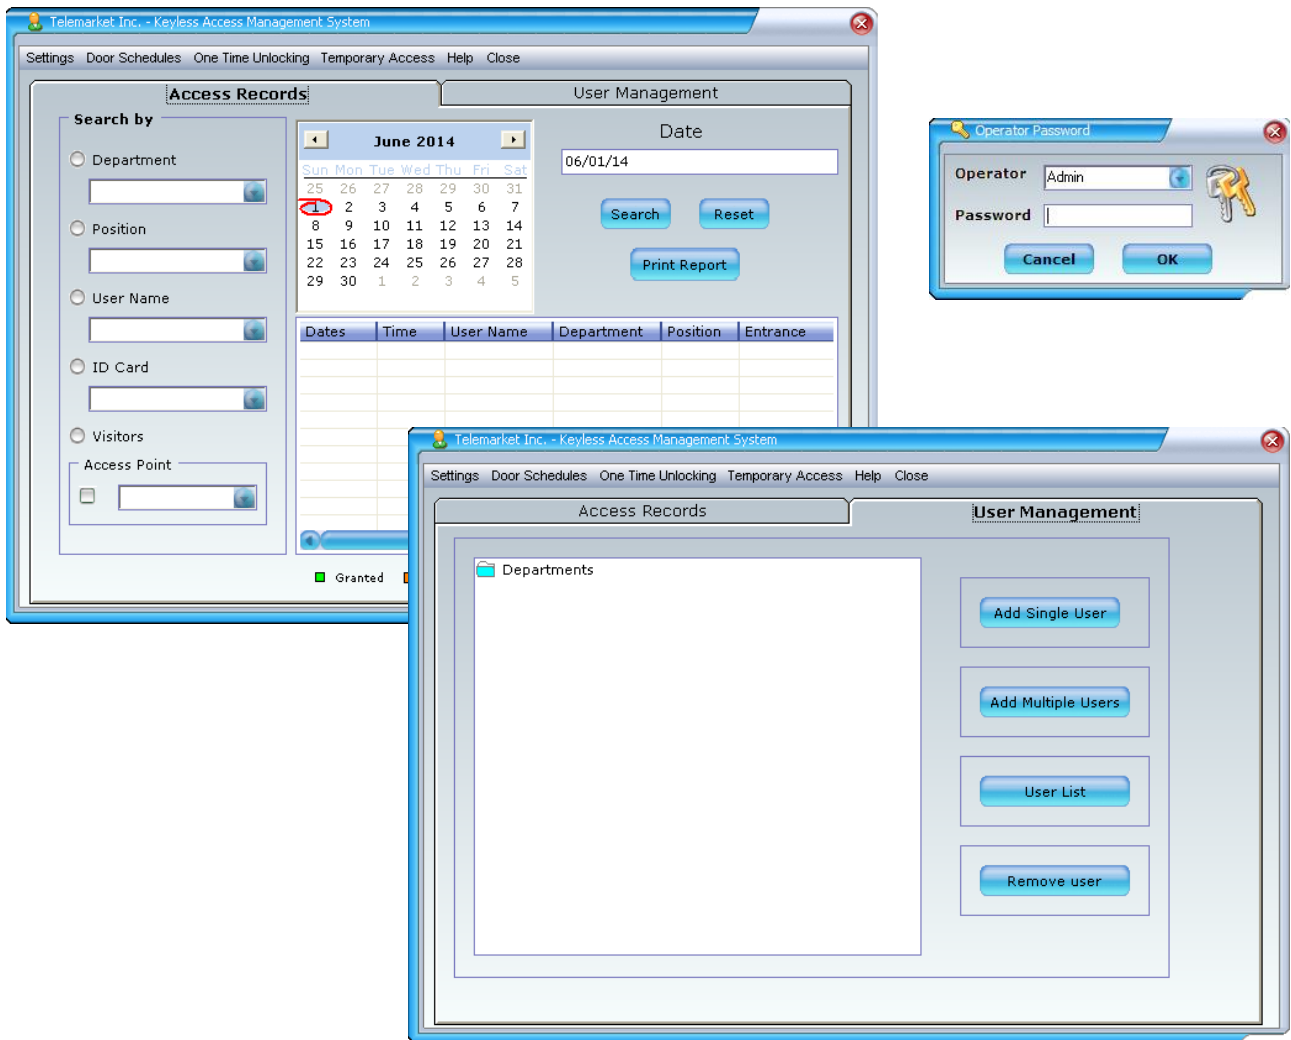 Telemarket Inc. - Keyless Access Management System
Settings Door Schedules One Time Unlocking Temporary Access Help Close
Access Records User Management
Search by
Department
Position
User Name
ID Card
Visitors
Access Point
June 2014
Sun Mon Tue Wed Thu Fri Sat
25 26 27 28 29 30 31
1 2 3 4 5 6 7
8 9 10 11 12 13 14
15 16 17 18 19 20 21
22 23 24 25 26 27 28
29 30 1 2 3 4 5
Date
06/01/14
Search Reset
Print Report
Dates Time User Name Department Position Entrance
Granted
Operator Password
Operator Admin
Password
Cancel OK
Telemarket Inc. - Keyless Access Management System
Settings Door Schedules One Time Unlocking Temporary Access Help Close
Access Records User Management
Departments
Add Single User
Add Multiple Users
User List
Remove user